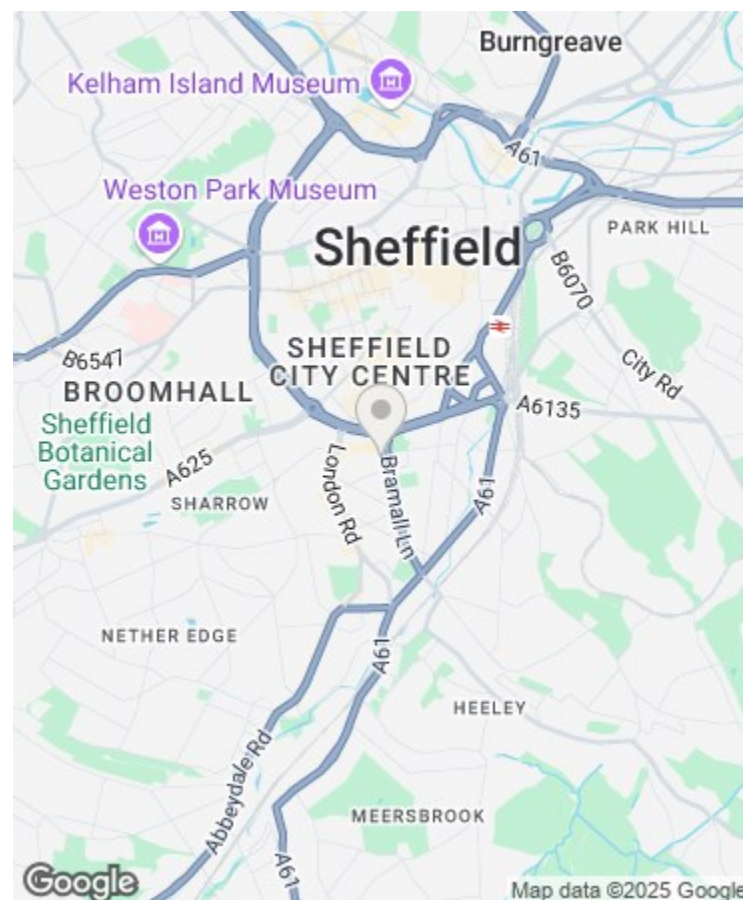 Burngreave
Kelham Island Museum
A61
Weston Park Museum
PARK HILL
Sheffield
B6070
SHEFFIELD
CITY CENTRE
B6547
City Rd
BROOMHALL
A6135
Sheffield
Botanical
Gardens
A625
London Rd
Bramall Ln
A61
SHARROW
NETHER EDGE
A61
HEELEY
Abbeydale Rd
MEERSBROOK
A61
Google
Map data ©2025 Google